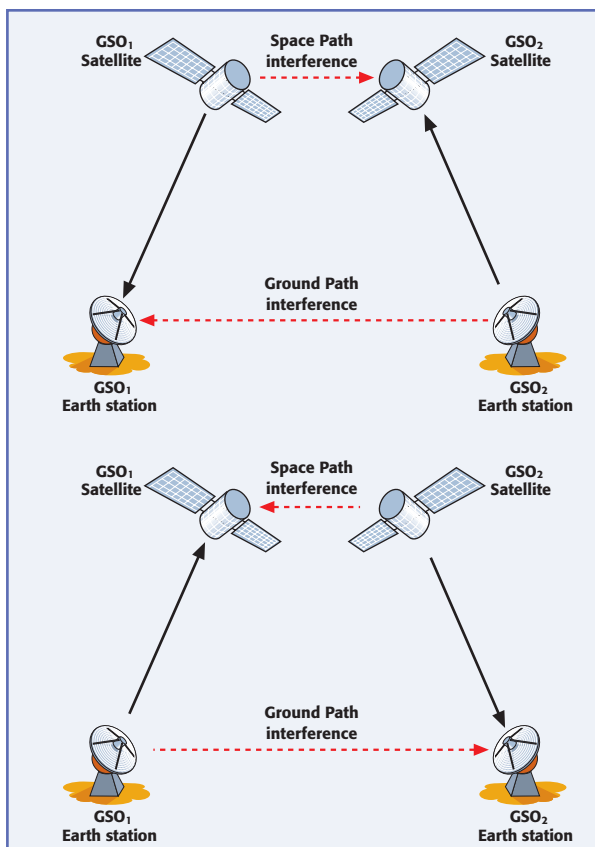 GSO₁
Satellite
Space Path
interference
GSO₂
Satellite
Ground Path
interference
GSO₁
Earth station
GSO₂
Earth station
GSO₁
Satellite
Space Path
interference
GSO₂
Satellite
Ground Path
interference
GSO₁
Earth station
GSO₂
Earth station